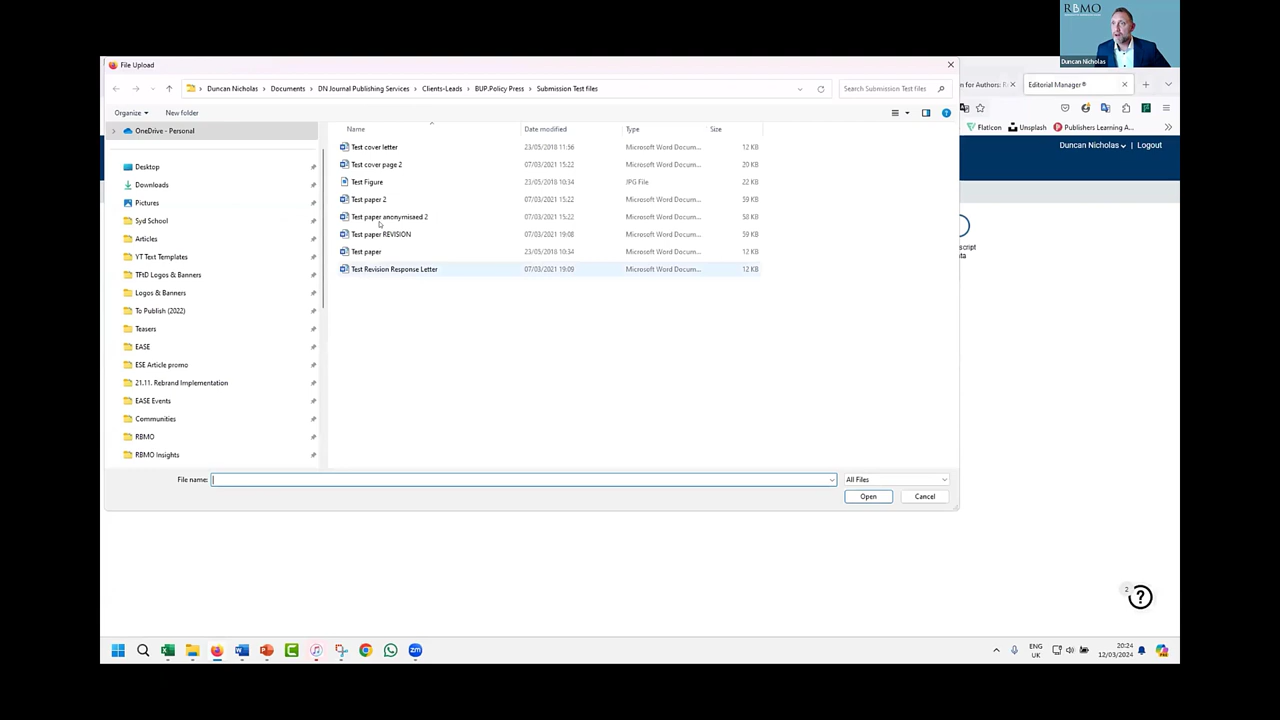 RBMO
Duncan Nicholas
File Upload
Duncan Nicholas > Documents > DN Journal Publishing Services > Clients-Leads > BUP.Policy Press > Submission Test files
Search Submission Test files
Organize
New folder
for Authors: F
Editorial Manager®
Flaticon
Unsplash
Publishers Learning A...
Duncan Nicholas
Logout
OneDrive - Personal
Desktop
Downloads
Pictures
Syd School
Articles
YT Text Templates
TFtD Logos & Banners
Logos & Banners
To Publish (2022)
Teasers
EASE
ESE Article promo
21.11. Rebrand Implementation
EASE Events
Communities
RBMO
RBMO Insights
Name Date modified Type Size
Test cover letter 23/05/2018 11:56 Microsoft Word Docum... 12 KB
Test cover page 2 07/03/2021 15:22 Microsoft Word Docum... 20 KB
Test Figure 23/05/2018 10:34 JPG File 22 KB
Test paper 2 07/03/2021 15:22 Microsoft Word Docum... 59 KB
Test paper anonymisaed 2 07/03/2021 15:22 Microsoft Word Docum... 58 KB
Test paper REVISION 07/03/2021 19:08 Microsoft Word Docum... 59 KB
Test paper 23/05/2018 10:34 Microsoft Word Docum... 12 KB
Test Revision Response Letter 07/03/2021 19:09 Microsoft Word Docum... 12 KB
File name:
All Files
Open
Cancel
2
?
ENG
UK
20:24
12/03/2024